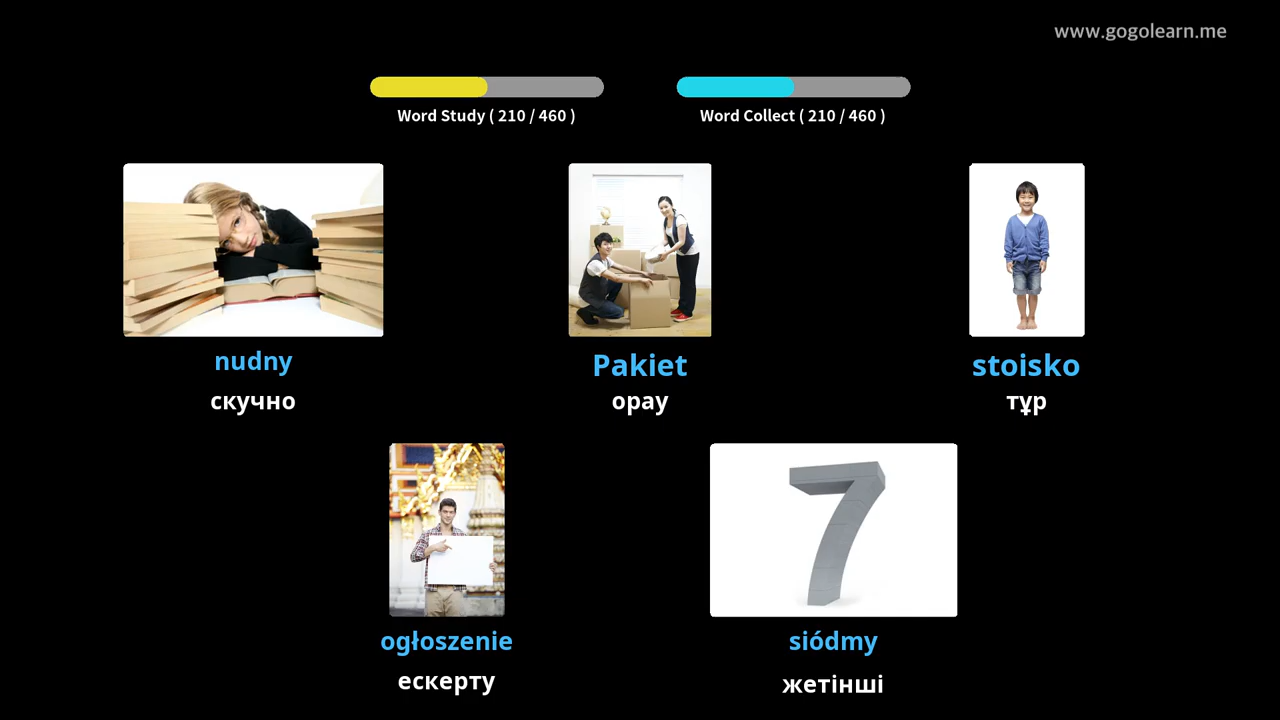 www.gogolearn.me
Word Study ( 210 / 460 )
Word Collect ( 210 / 460 )
nudny
скучно
Pakiet
орау
stoisko
тұр
ogłoszenie
ескерту
siódmy
жетінші